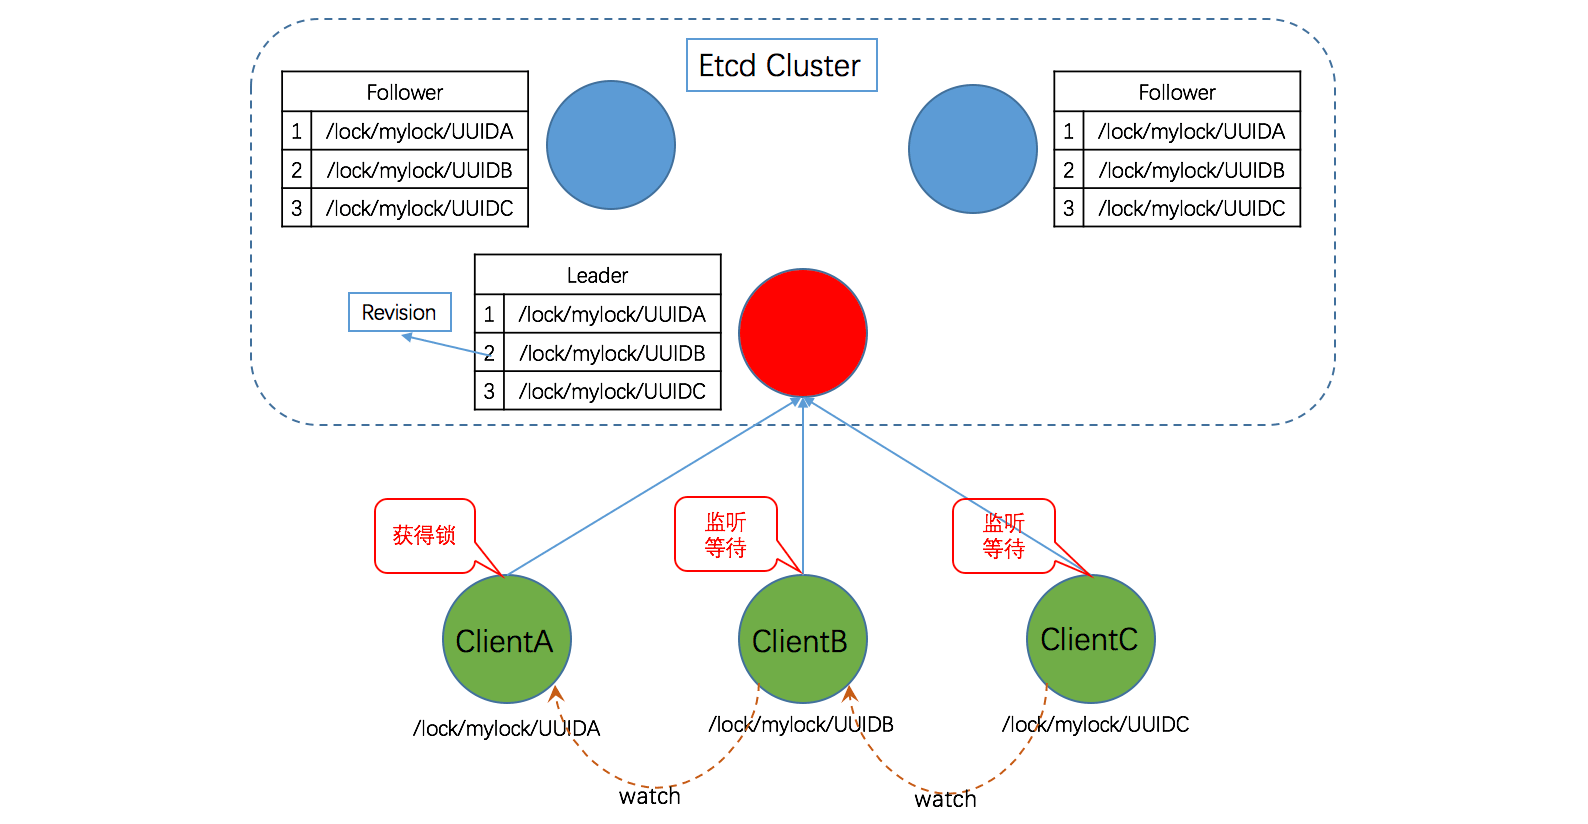 Etcd Cluster
Follower
1 /lock/mylock/UUIDA
2 /lock/mylock/UUIDB
3 /lock/mylock/UUIDC
Follower
1 /lock/mylock/UUIDA
2 /lock/mylock/UUIDB
3 /lock/mylock/UUIDC
Revision
Leader
1 /lock/mylock/UUIDA
2 /lock/mylock/UUIDB
3 /lock/mylock/UUIDC
获得锁
监听
等待
监听
等待
ClientA
ClientB
ClientC
/lock/mylock/UUIDA
/lock/mylock/UUIDB
/lock/mylock/UUIDC
watch
watch